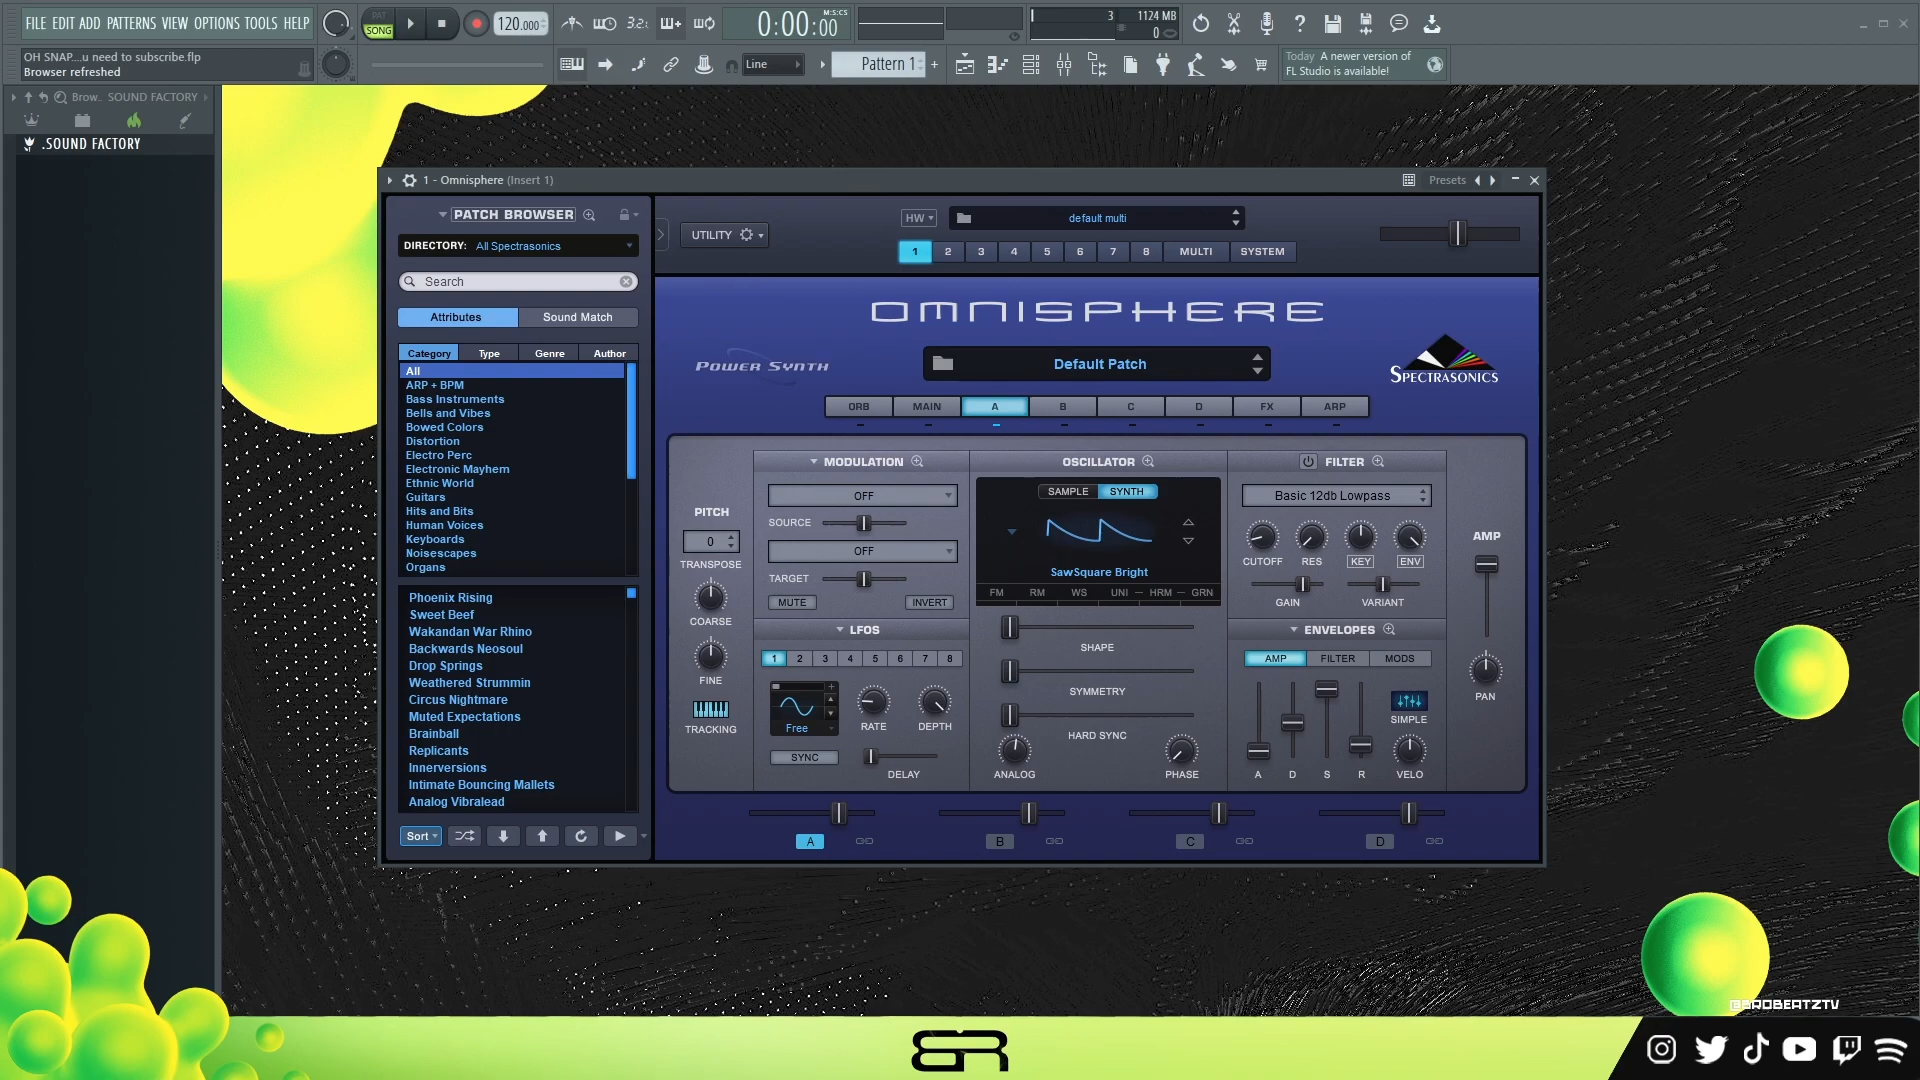 FILE EDIT ADD PATTERNS VIEW OPTIONS TOOLS HELP
PAT
SONG
120.000
3.2
M:S:CS
0:00:00
3
1124 MB
0
OH SNAP....u need to subscribe.flp
Browser refreshed
Line
Pattern 1
+
Today A newer version of
FL Studio is available!
Brow.. SOUND FACTORY
.SOUND FACTORY
1 - Omnisphere (Insert 1)
Presets
PATCH BROWSER
DIRECTORY: All Spectrasonics
Search
Attributes Sound Match
Category Type Genre Author
All
ARP + BPM
Bass Instruments
Bells and Vibes
Bowed Colors
Distortion
Electro Perc
Electronic Mayhem
Ethnic World
Guitars
Hits and Bits
Human Voices
Keyboards
Noisescapes
Organs
Phoenix Rising
Sweet Beef
Wakandan War Rhino
Backwards Neosoul
Drop Springs
Weathered Strummin
Circus Nightmare
Muted Expectations
Brainball
Replicants
Innerversions
Intimate Bouncing Mallets
Analog Vibralead
Sort
UTILITY
HW
default multi
1 2 3 4 5 6 7 8 MULTI SYSTEM
OMNISPHERE
POWER SYNTH
Default Patch
SPECTRASONICS
ORB MAIN A B C D FX ARP
PITCH
0
TRANSPOSE
COARSE
FINE
TRACKING
MODULATION
OFF
SOURCE
OFF
TARGET
MUTE INVERT
LFOS
1 2 3 4 5 6 7 8
Free
RATE DEPTH
SYNC
DELAY
OSCILLATOR
SAMPLE SYNTH
SawSquare Bright
FM RM WS UNI HRM GRN
SHAPE
SYMMETRY
HARD SYNC
ANALOG PHASE
FILTER
Basic 12db Lowpass
CUTOFF RES KEY ENV
GAIN VARIANT
ENVELOPES
AMP FILTER MODS
SIMPLE
A D S R VELO
AMP
PAN
A B C D
@BROBEATZTV
BR